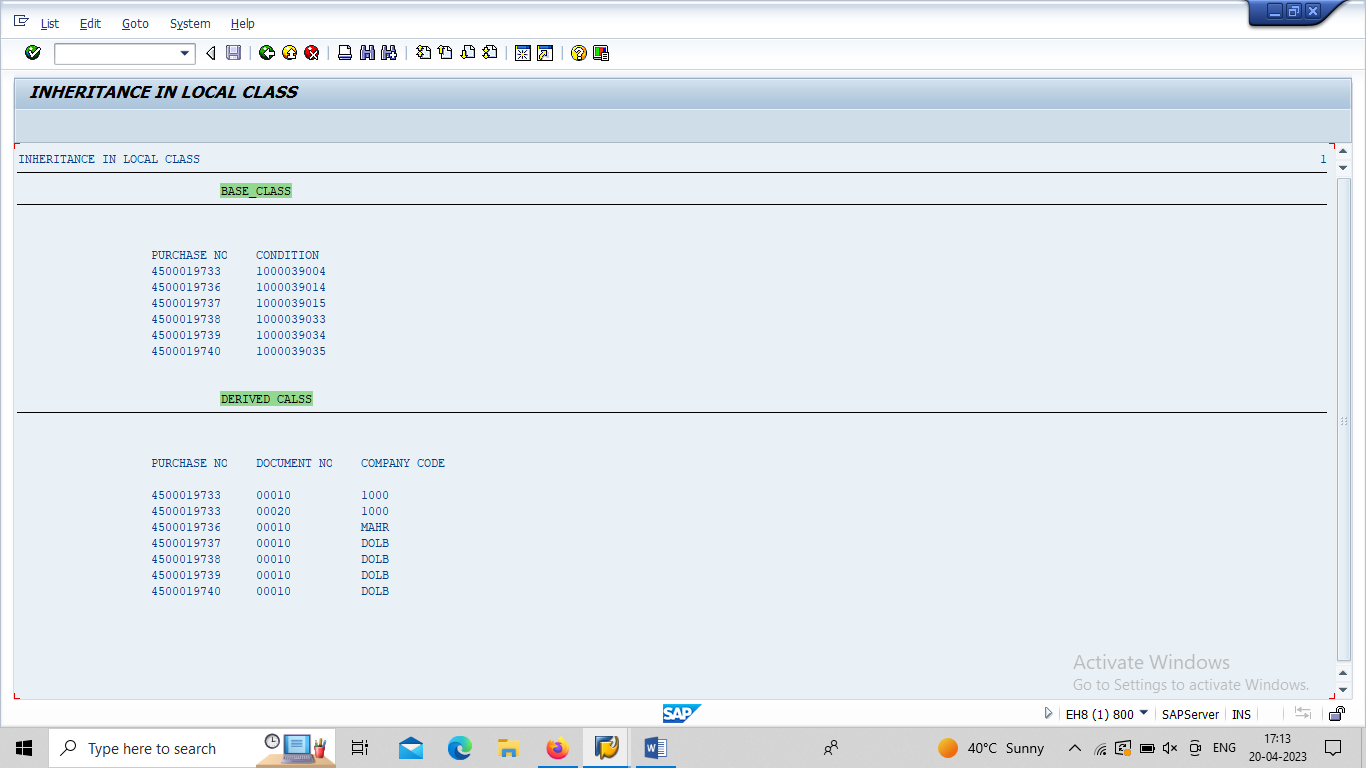 List Edit Goto System Help
INHERITANCE IN LOCAL CLASS
INHERITANCE IN LOCAL CLASS 1
BASE_CLASS
PURCHASE NO CONDITION
4500019733 1000039004
4500019736 1000039014
4500019737 1000039015
4500019738 1000039033
4500019739 1000039034
4500019740 1000039035
DERIVED CALSS
PURCHASE NO DOCUMENT NO COMPANY CODE
4500019733 00010 1000
4500019733 00020 1000
4500019736 00010 MAHR
4500019737 00010 DOLB
4500019738 00010 DOLB
4500019739 00010 DOLB
4500019740 00010 DOLB
Activate Windows
Go to Settings to activate Windows.
SAP EH8 (1) 800 SAPServer INS
Type here to search 40°C Sunny ENG 17:13
20-04-2023